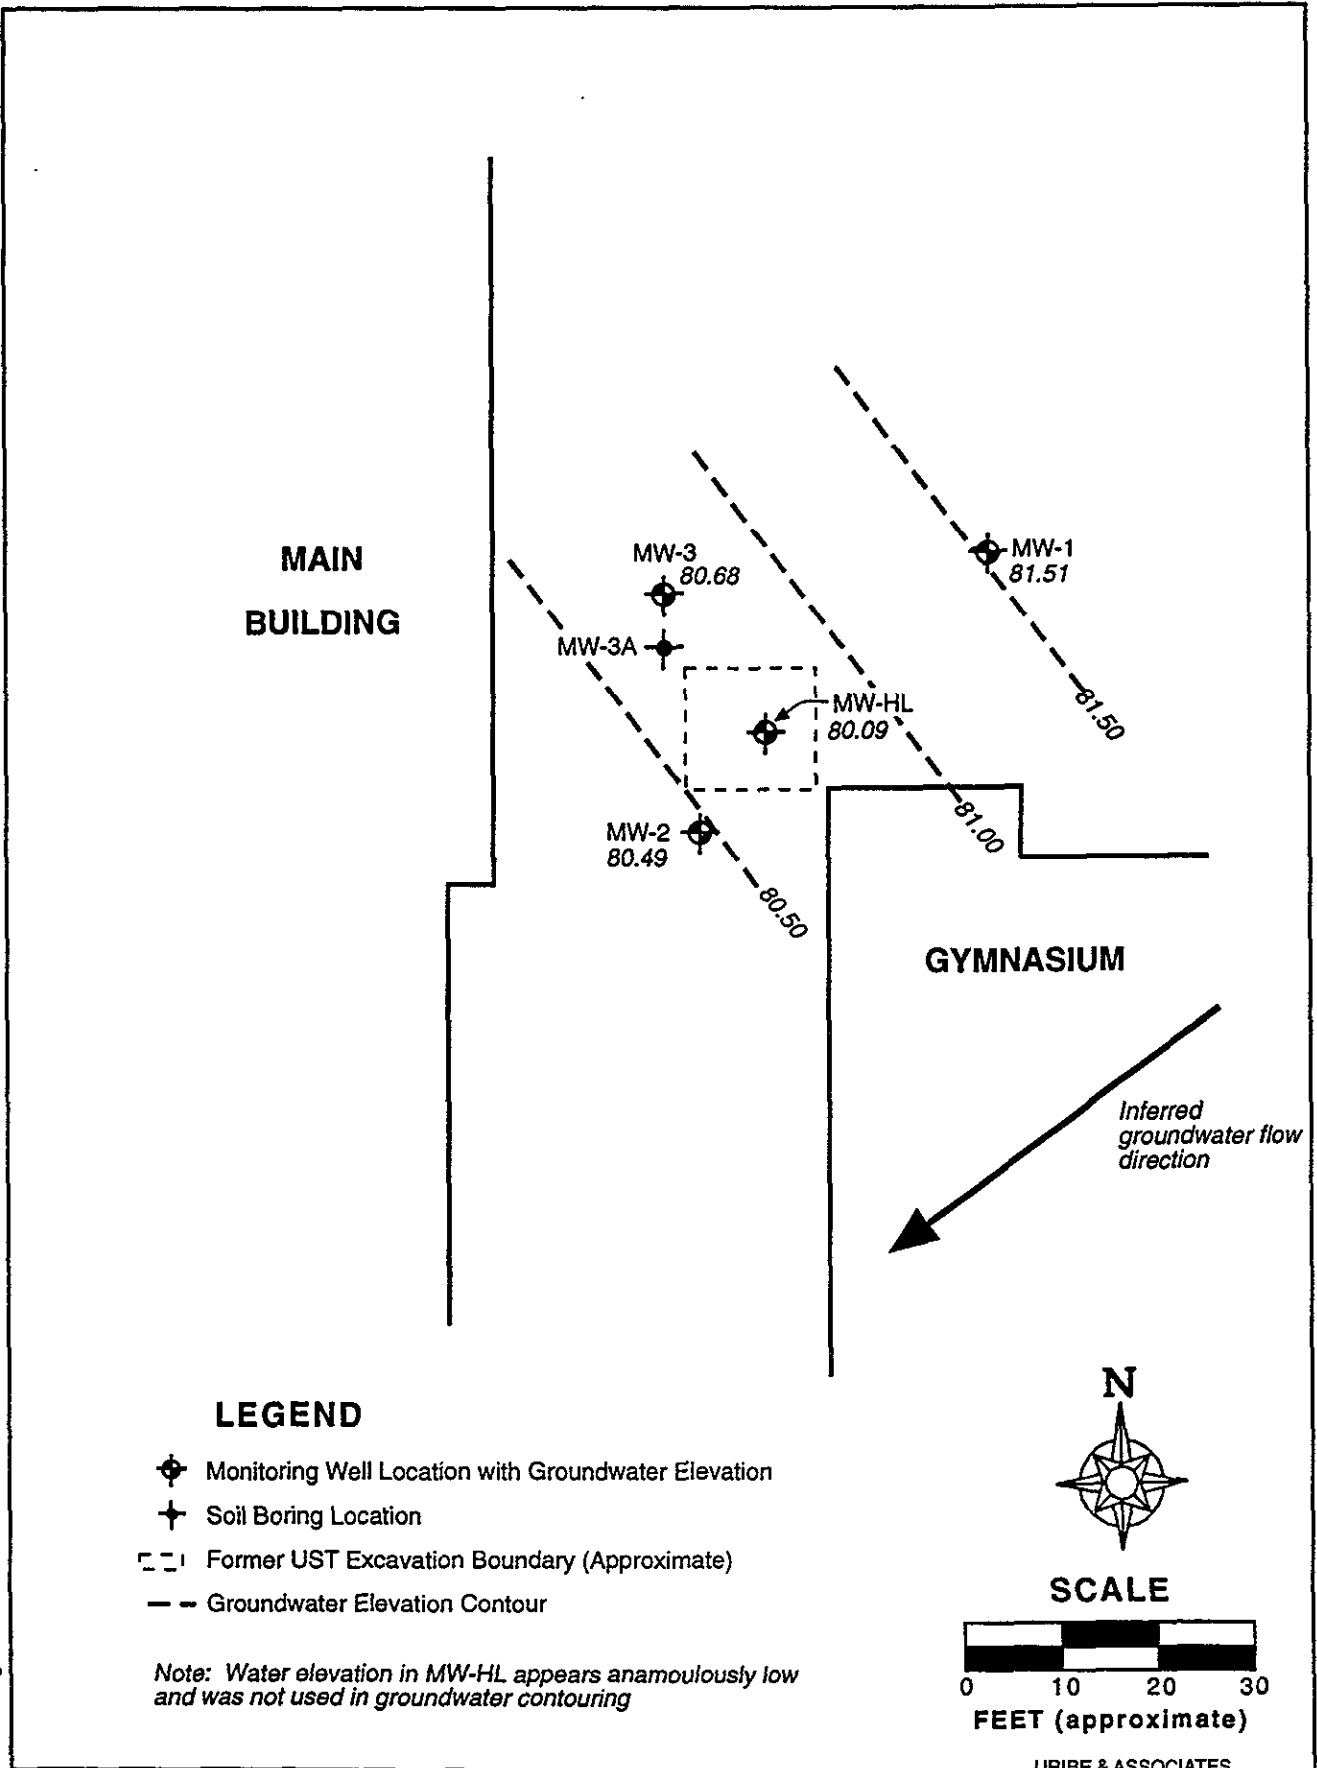 MAIN
BUILDING
MW-3
80.68
MW-1
81.51
MW-3A
MW-HL
80.09
81.50
MW-2
80.49
81.00
80.50
GYMNASIUM
Inferred
groundwater flow
direction
N
LEGEND
Monitoring Well Location with Groundwater Elevation
Soil Boring Location
Former UST Excavation Boundary (Approximate)
Groundwater Elevation Contour
Note: Water elevation in MW-HL appears anamoulously low
and was not used in groundwater contouring
SCALE
0 10 20 30
FEET (approximate)
URIBE & ASSOCIATES